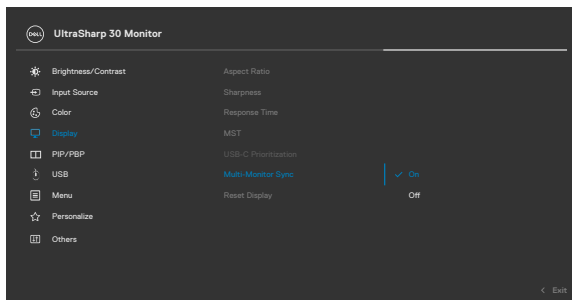 DELL UltraSharp 30 Monitor
Brightness/Contrast Aspect Ratio
Input Source Sharpness
Color Response Time
Display MST
PIP/PBP USB-C Prioritization
USB Multi-Monitor Sync On
Menu Reset Display Off
Personalize
Others
Exit